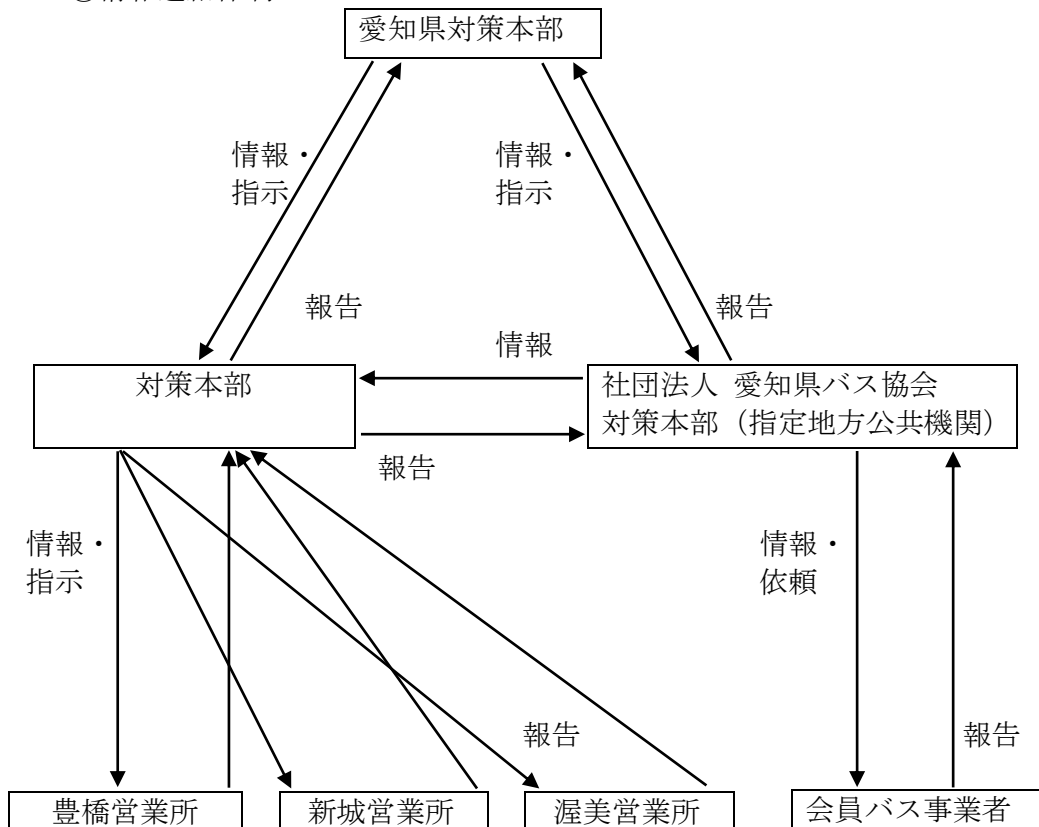 愛知県対策本部
情報・
指示
情報・
指示
報告
報告
情報
対策本部
社団法人 愛知県バス協会
対策本部（指定地方公共機関）
報告
情報・
指示
情報・
依頼
報告
報告
豊橋営業所
新城営業所
渥美営業所
会員バス事業者